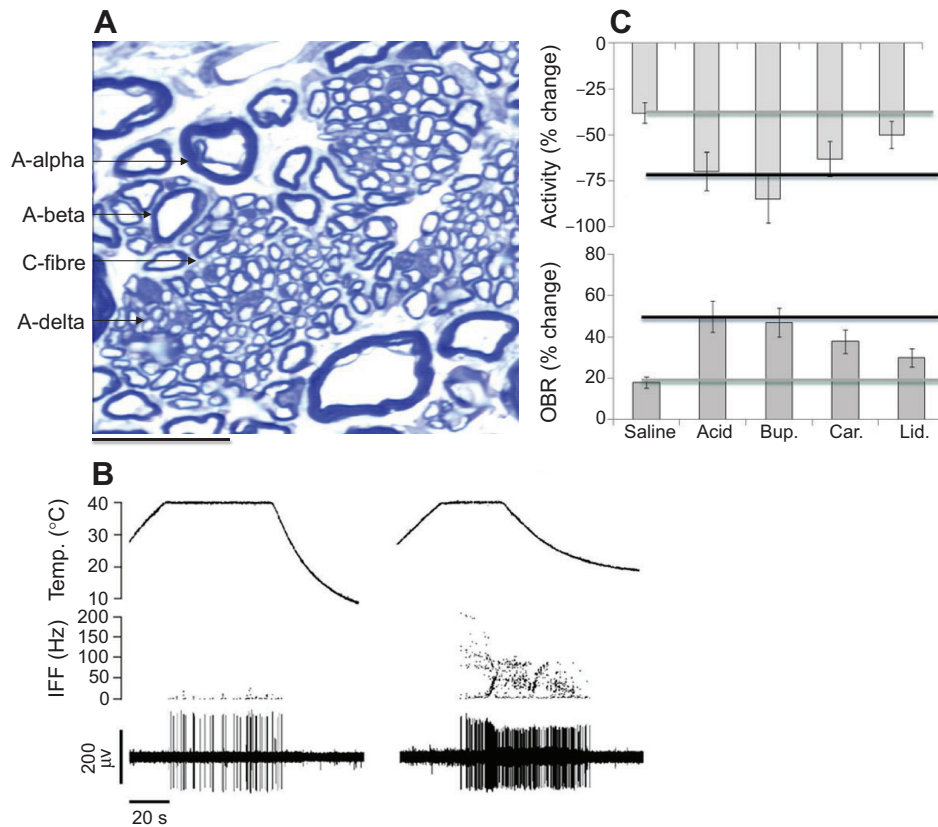 A
A-alpha
A-beta
C-fibre
A-delta
C
0
−25
−50
−75
−100
Activity (% change)
80
60
40
20
0
OBR (% change)
Saline Acid Bup. Car. Lid.
B
40
30
20
10
Temp. (°C)
200
150
100
50
0
IFF (Hz)
200
μv
20 s